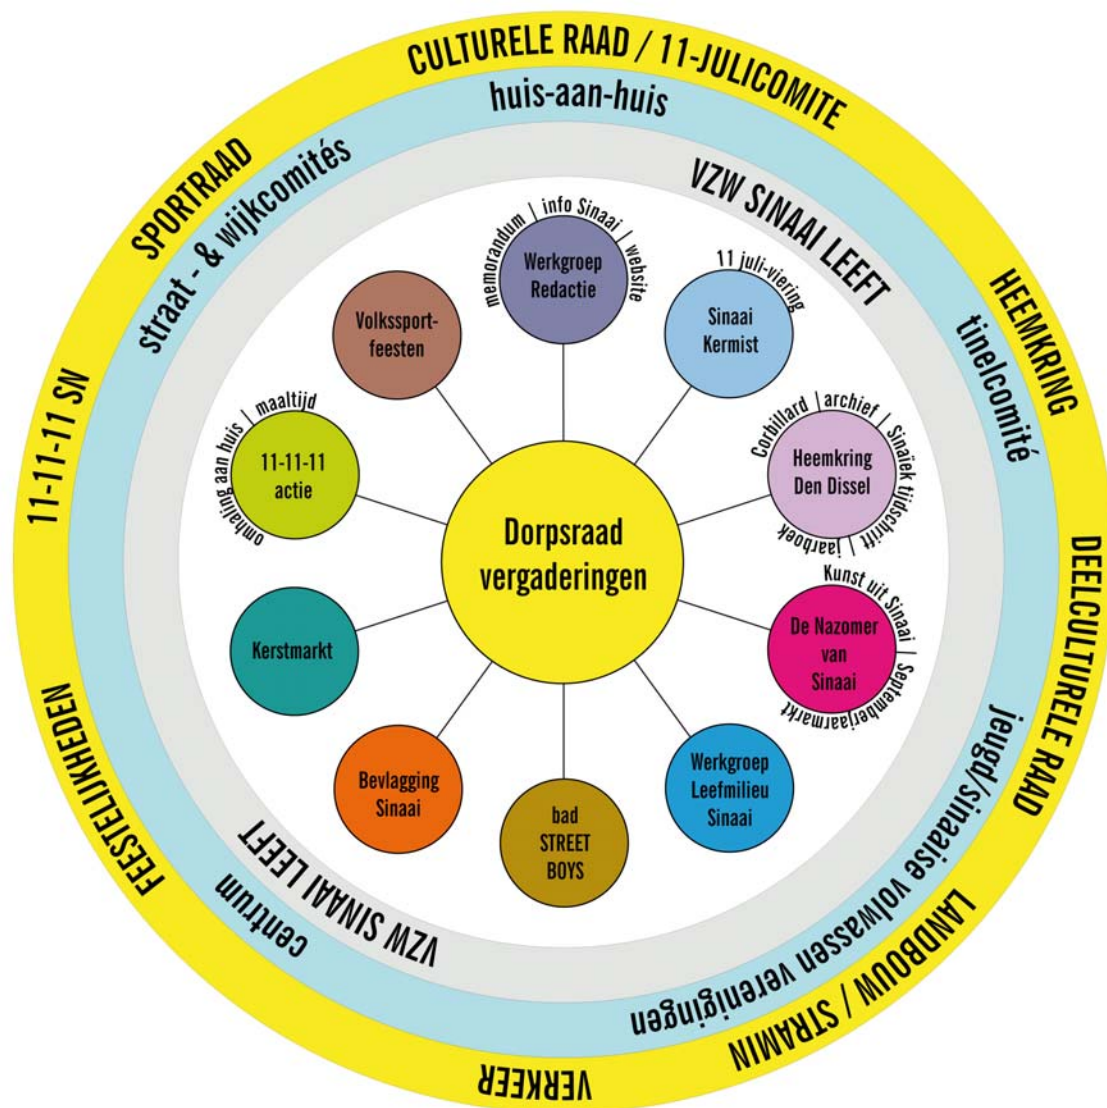 CULTURELE RAAD / 11-JULICOMITE
HEEMKRING
DEELCULTURELE RAAD
LANDBOUW / STRAMIN
VERKEER
FEESTELIJKHEDEN
11-11-11 SN
SPORTRAAD
huis-aan-huis
tinelcomité
jeugd/sinaaise volwassen verenigingen
centrum
straat - & wijkcomités
VZW SINAAI LEEFT
VZW SINAAI LEEFT
memorandum | info Sinaai | website
Werkgroep
Redactie
11 juli-viering
Sinaai
Kermist
Corbillard | archief | Sinaïek tijdschrift | jaarboek
Heemkring
Den Dissel
Kunst uit Sinaai | Septemberjaarmarkt
De Nazomer
van
Sinaai
Werkgroep
Leefmilieu
Sinaai
bad
STREET
BOYS
Bevlagging
Sinaai
Kerstmarkt
omhaling aan huis | maaltijd
11-11-11
actie
Volkssport-
feesten
Dorpsraad
vergaderingen